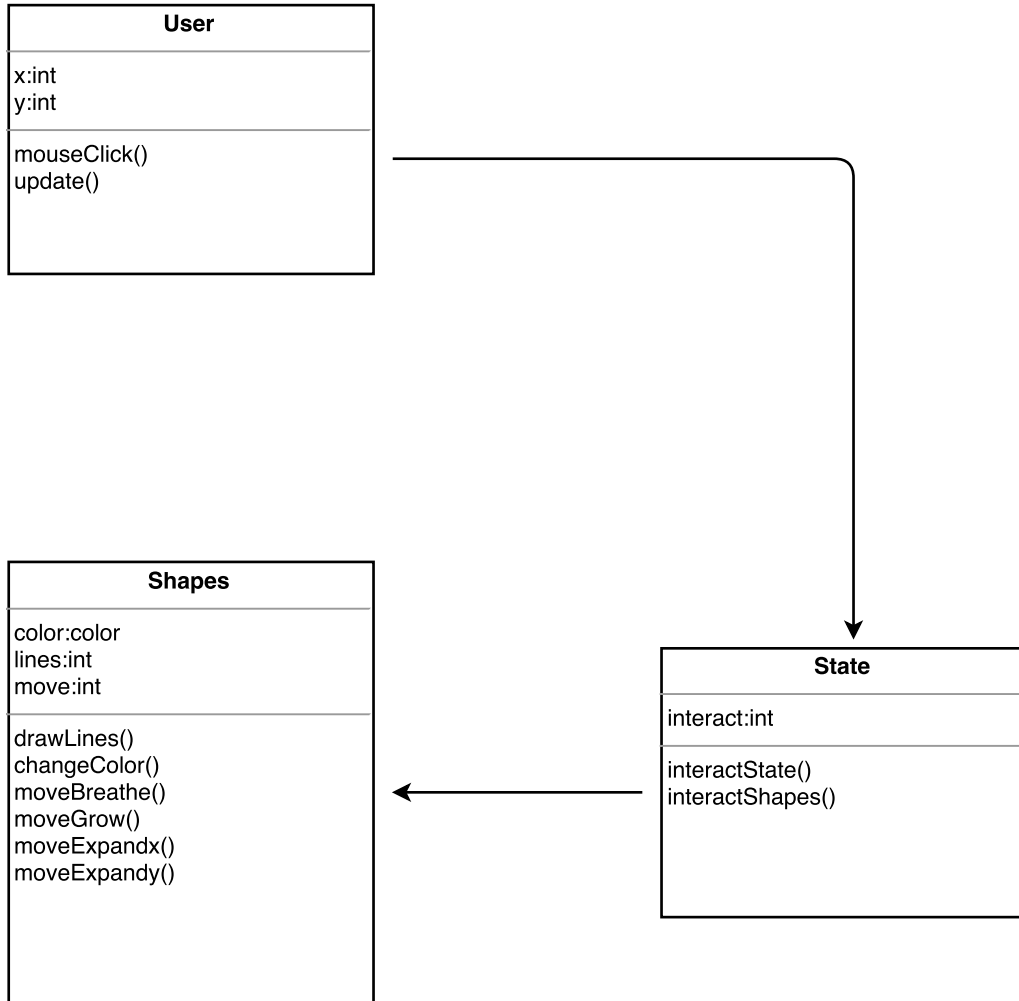 User
x:int
y:int
mouseClick()
update()
Shapes
color:color
lines:int
move:int
drawLines()
changeColor()
moveBreathe()
moveGrow()
moveExpandx()
moveExpandy()
State
interact:int
interactState()
interactShapes()